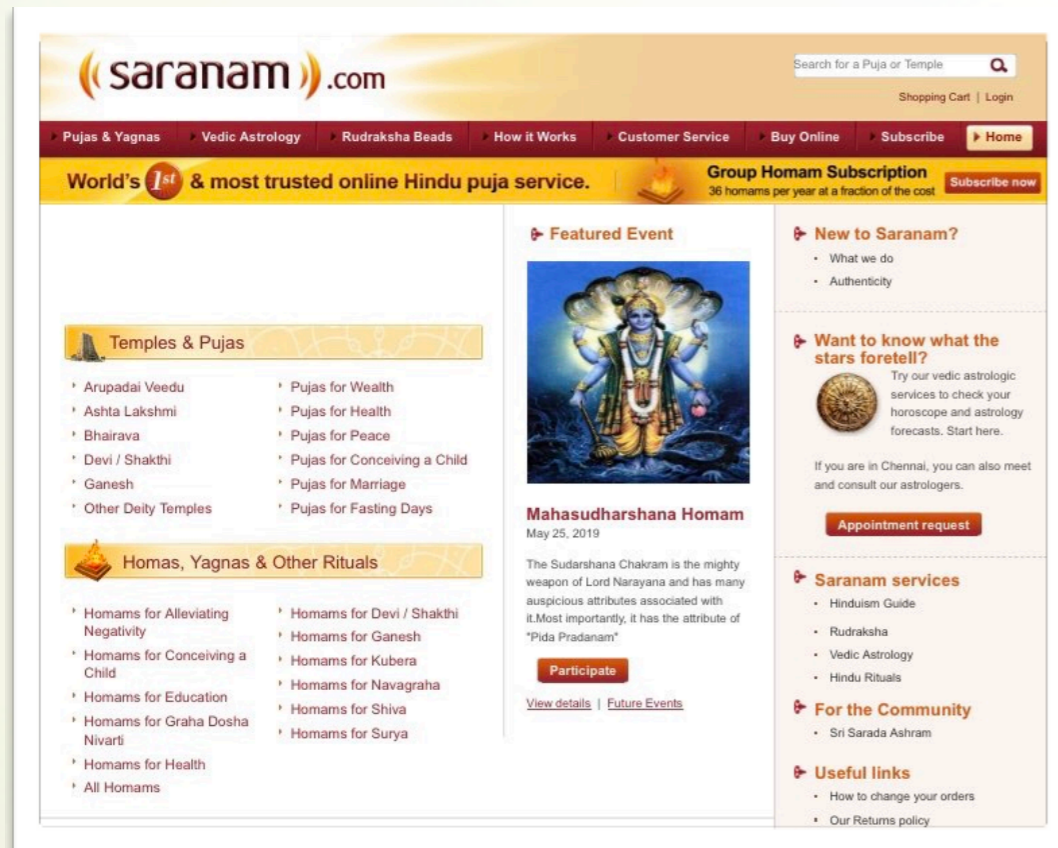 saranam.com
Search for a Puja or Temple
Shopping Cart | Login
Pujas & Yagnas
Vedic Astrology
Rudraksha Beads
How it Works
Customer Service
Buy Online
Subscribe
Home
World's 1st & most trusted online Hindu puja service.
Group Homam Subscription
36 homams per year at a fraction of the cost
Subscribe now
Temples & Pujas
Arupadai Veedu
Ashta Lakshmi
Bhairava
Devi / Shakthi
Ganesh
Other Deity Temples
Pujas for Wealth
Pujas for Health
Pujas for Peace
Pujas for Conceiving a Child
Pujas for Marriage
Pujas for Fasting Days
Homas, Yagnas & Other Rituals
Homams for Alleviating
Negativity
Homams for Conceiving a
Child
Homams for Education
Homams for Graha Dosha
Nivarti
Homams for Health
All Homams
Homams for Devi / Shakthi
Homams for Ganesh
Homams for Kubera
Homams for Navagraha
Homams for Shiva
Homams for Surya
Featured Event
Mahasudharshana Homam
May 25, 2019
The Sudarshana Chakram is the mighty
weapon of Lord Narayana and has many
auspicious attributes associated with
it.Most importantly, it has the attribute of
"Pida Pradanam"
Participate
View details | Future Events
New to Saranam?
What we do
Authenticity
Want to know what the
stars foretell?
Try our vedic astrologic
services to check your
horoscope and astrology
forecasts. Start here.
If you are in Chennai, you can also meet
and consult our astrologers.
Appointment request
Saranam services
Hinduism Guide
Rudraksha
Vedic Astrology
Hindu Rituals
For the Community
Sri Sarada Ashram
Useful links
How to change your orders
Our Returns policy